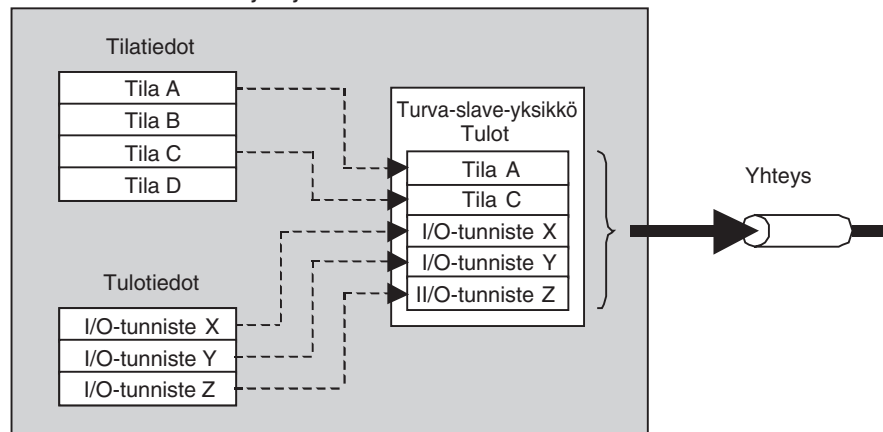 Tilatiedot
Tila A
Tila B
Tila C
Tila D
Tulotiedot
I/O-tunniste X
I/O-tunniste Y
I/O-tunniste Z
Turva-slave-yksikkö
Tulot
Tila A
Tila C
I/O-tunniste X
I/O-tunniste Y
II/O-tunniste Z
Yhteys